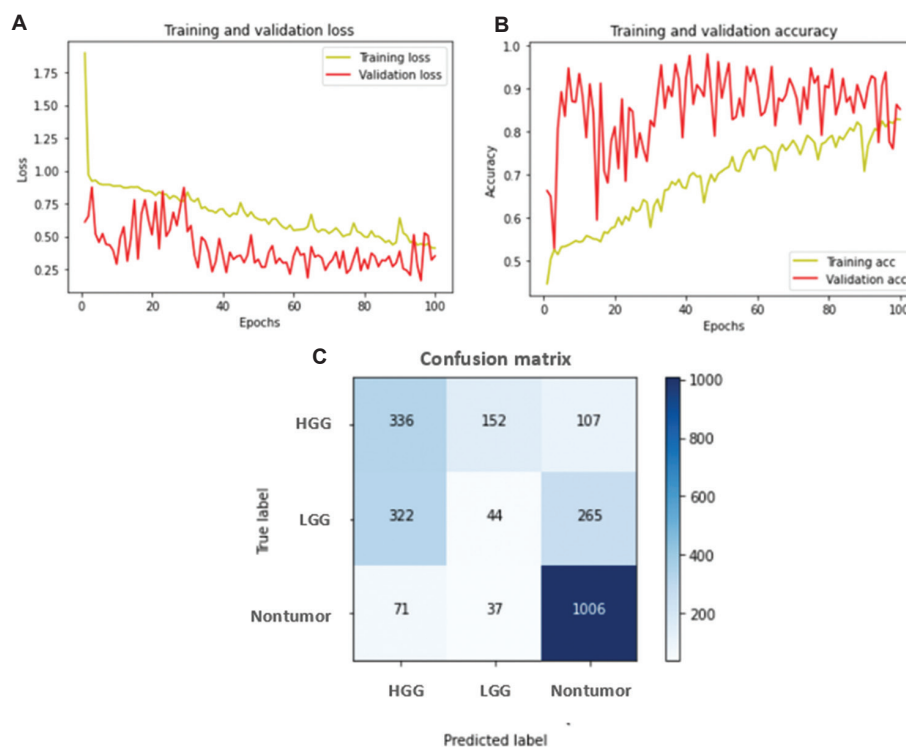 A
Training and validation loss
Training loss
Validation loss
1.75
1.50
1.25
1.00
0.75
0.50
0.25
Loss
0 20 40 60 80 100
Epochs
B
Training and validation accuracy
1.0
0.9
0.8
0.7
0.6
0.5
Accuracy
Training acc
Validation acc
0 20 40 60 80 100
Epochs
C
Confusion matrix
True label
HGG 336 152 107
LGG 322 44 265
Nontumor 71 37 1006
HGG LGG Nontumor
Predicted label
1000
800
600
400
200